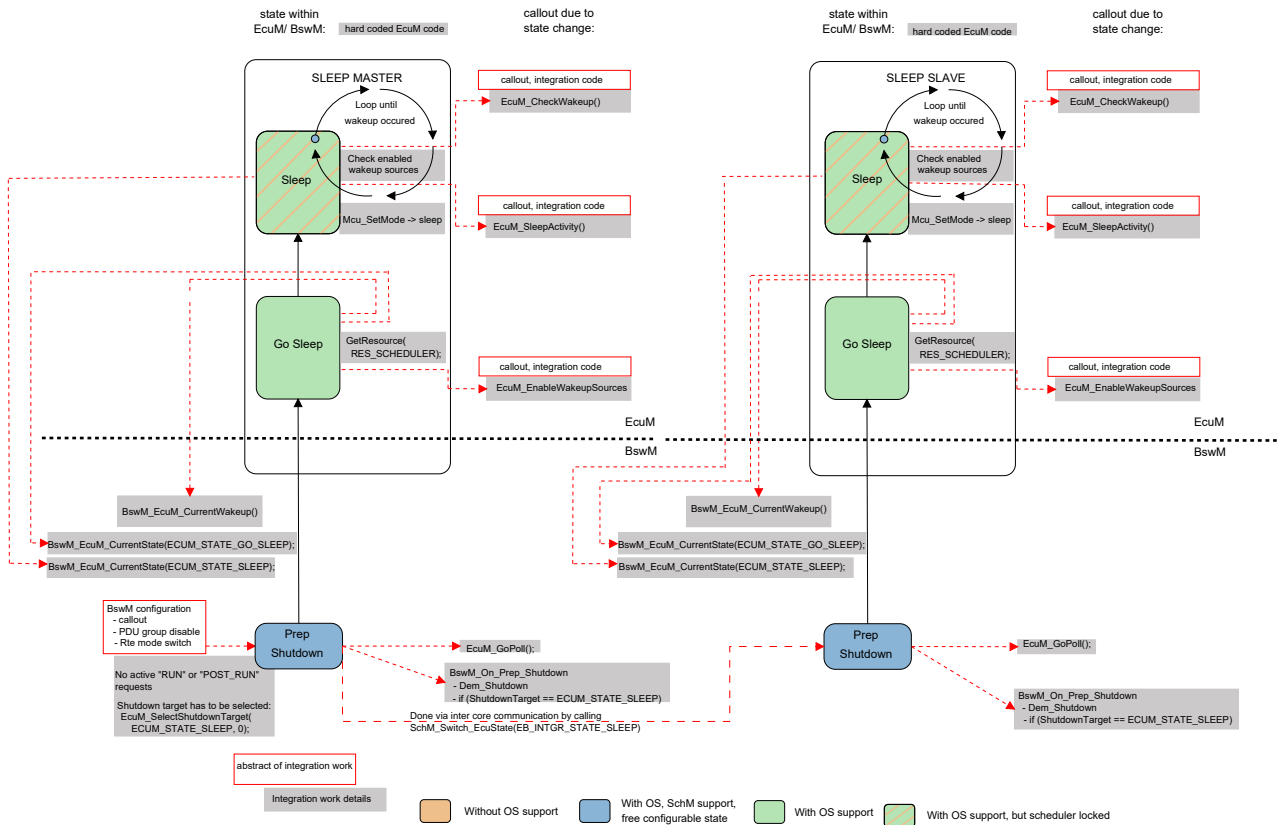 state within
EcuM/ BswM:
hard coded EcuM code
callout due to
state change:
SLEEP MASTER
Loop until
wakeup occured
callout, integration code
EcuM_CheckWakeup()
Check enabled
wakeup sources
Sleep
Mcu_SetMode -> sleep
callout, integration code
EcuM_SleepActivity()
Go Sleep
GetResource(
RES_SCHEDULER);
callout, integration code
EcuM_EnableWakeupSources
EcuM
BswM
BswM_EcuM_CurrentWakeup()
BswM_EcuM_CurrentState(ECUM_STATE_GO_SLEEP);
BswM_EcuM_CurrentState(ECUM_STATE_SLEEP);
BswM configuration
- callout
- PDU group disable
- Rte mode switch
Prep
Shutdown
No active "RUN" or "POST_RUN"
requests
Shutdown target has to be selected:
EcuM_SelectShutdownTarget(
ECUM_STATE_SLEEP, 0);
EcuM_GoPoll();
BswM_On_Prep_Shutdown
- Dem_Shutdown
- if (ShutdownTarget == ECUM_STATE_SLEEP)
Done via inter core communication by calling
SchM_Switch_EcuState(EB_INTGR_STATE_SLEEP)
state within
EcuM/ BswM:
hard coded EcuM code
callout due to
state change:
SLEEP SLAVE
Loop until
wakeup occured
callout, integration code
EcuM_CheckWakeup()
Check enabled
wakeup sources
Sleep
Mcu_SetMode -> sleep
callout, integration code
EcuM_SleepActivity()
Go Sleep
GetResource(
RES_SCHEDULER);
callout, integration code
EcuM_EnableWakeupSources
EcuM
BswM
BswM_EcuM_CurrentWakeup()
BswM_EcuM_CurrentState(ECUM_STATE_GO_SLEEP);
BswM_EcuM_CurrentState(ECUM_STATE_SLEEP);
Prep
Shutdown
EcuM_GoPoll();
BswM_On_Prep_Shutdown
- Dem_Shutdown
- if (ShutdownTarget == ECUM_STATE_SLEEP)
abstract of integration work
Integration work details
Without OS support
With OS, SchM support,
free configurable state
With OS support
With OS support, but scheduler locked